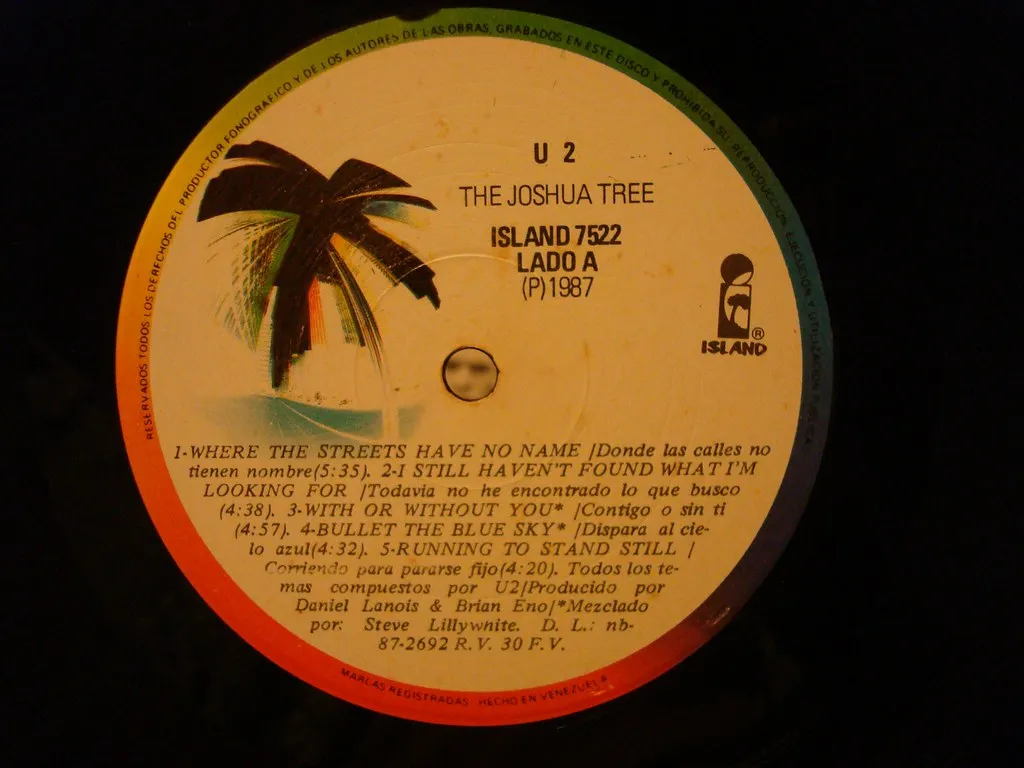 RESERVADOS TODOS LOS DERECHOS DEL PRODUCTOR FONOGRAFICO Y DE LOS AUTORES DE LAS OBRAS, GRABADOS EN ESTE DISCO Y PROHIBIDA SU REPRODUCCION, EJECUCION Y UTILIZACION PUBLICA
U 2
THE JOSHUA TREE
ISLAND 7522
LADO A
(P)1987
®
ISLAND
1-WHERE THE STREETS HAVE NO NAME /Donde las calles no
tienen nombre(5:35). 2-I STILL HAVEN'T FOUND WHAT I'M
LOOKING FOR /Todavia no he encontrado lo que busco
(4:38). 3-WITH OR WITHOUT YOU* /Contigo o sin ti
(4:57). 4-BULLET THE BLUE SKY* /Dispara al cie-
lo azul(4:32). 5-RUNNING TO STAND STILL /
Corriendo para pararse fijo(4:20). Todos los te-
mas compuestos por U2/Producido por
Daniel Lanois & Brian Eno/*Mezclado
por: Steve Lillywhite. D. L.: nb-
87-2692 R. V. 30 F. V.
MARCAS REGISTRADAS HECHO EN VENEZUELA